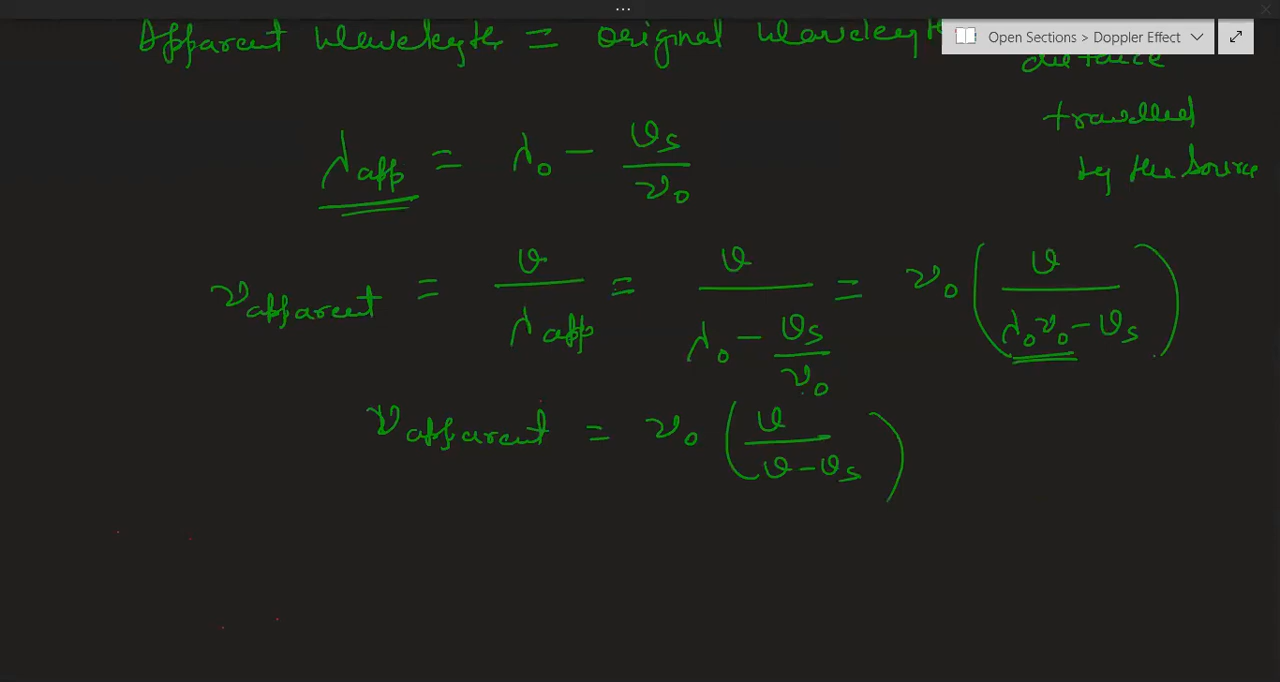 ...
Open Sections > Doppler Effect
Apparent Wavelength = original Wavelength
distance
travelled
by the Source
λapp = λ₀ − vₛ/ν₀
νapparent = v/λapp = v/(λ₀ − vₛ/ν₀) = ν₀ (v/(λ₀ν₀ − vₛ))
νapparent = ν₀ (v/(v − vₛ))